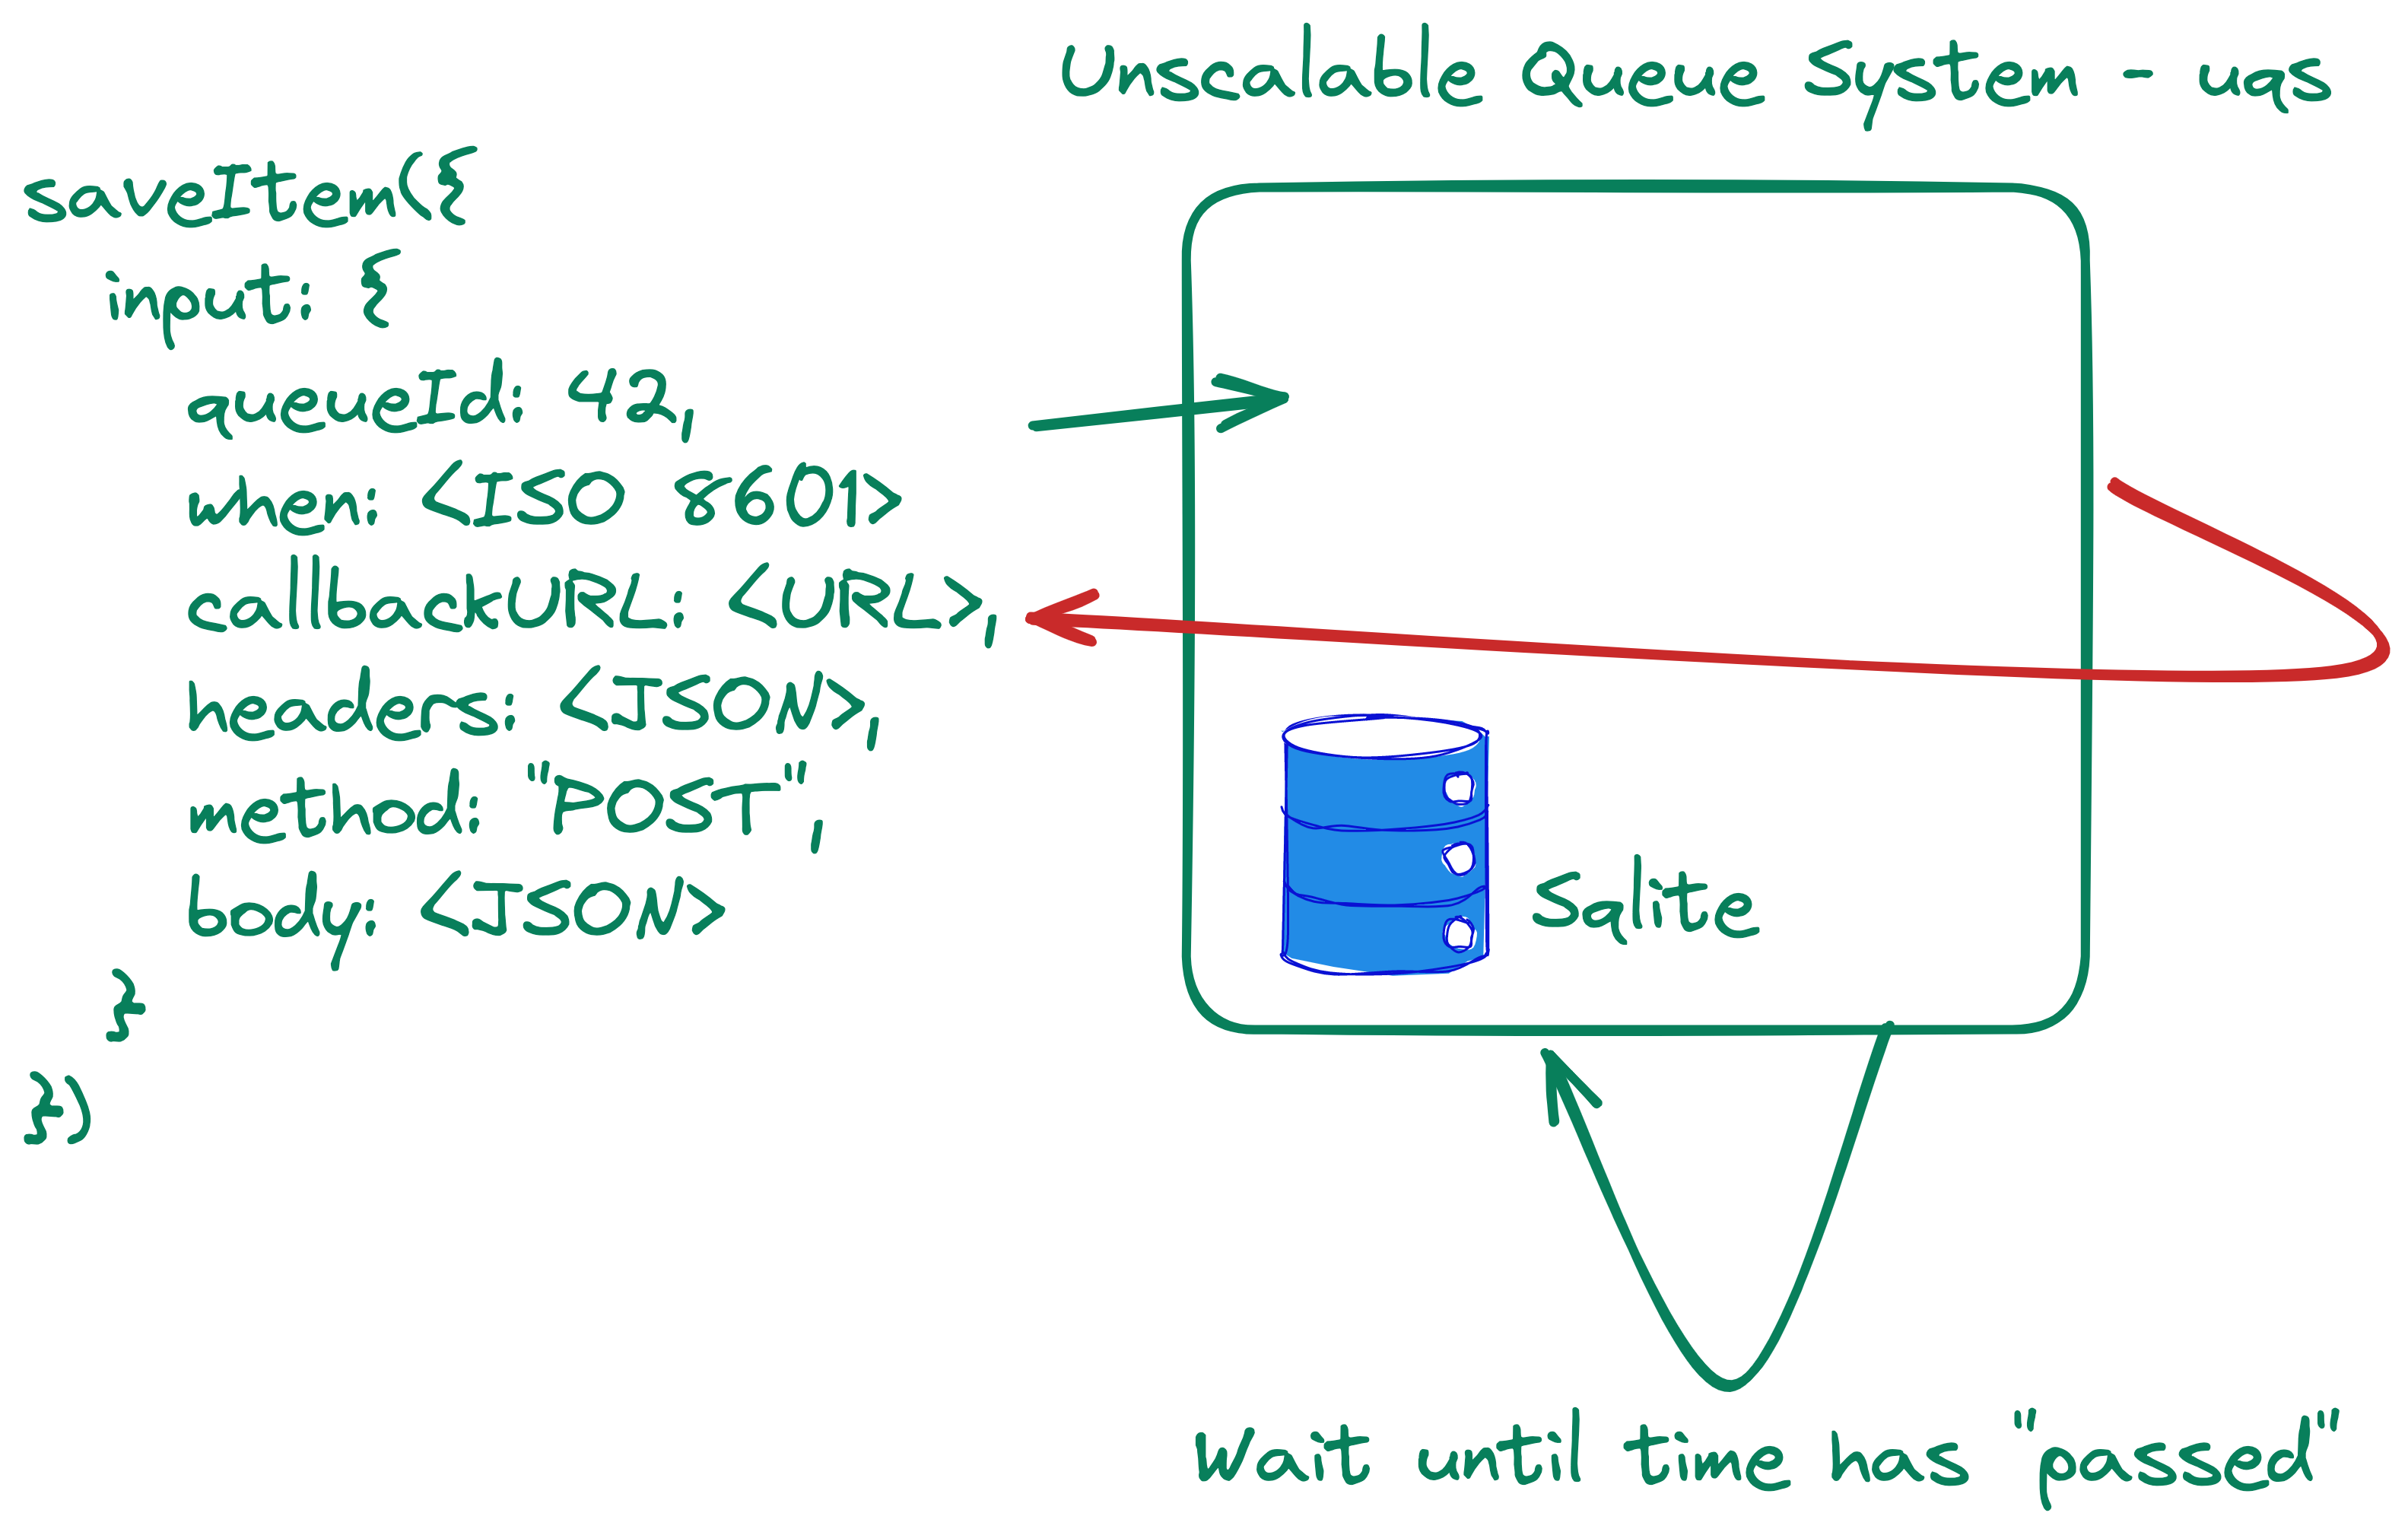 Unscalable Queue System - uqs
saveItem({
input: {
queueId: 42,
when: <ISO 8601>
callbackURL: <URL>,
headers: <JSON>,
method: "POST",
body: <JSON>
}
})
Sqlite
Wait until time has "passed"